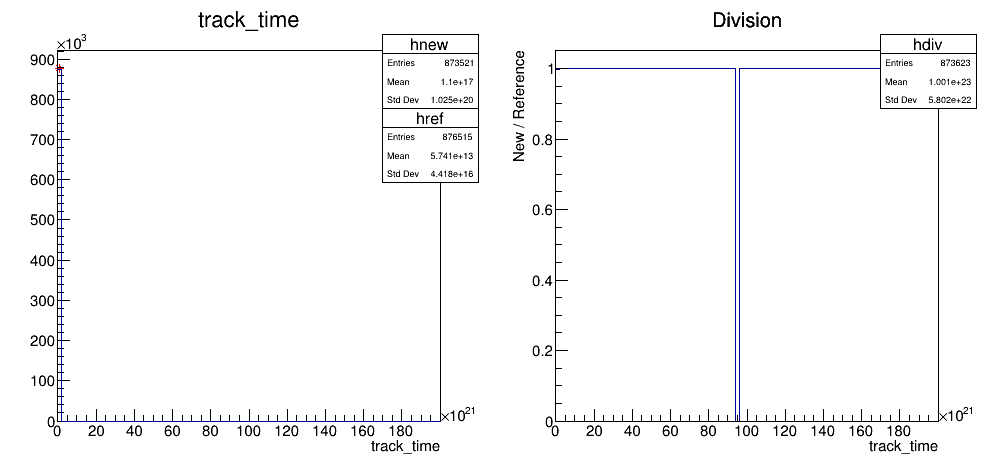 track_time
×10³
900
800
700
600
500
400
300
200
100
0
0 20 40 60 80 100 120 140 160 180
×10²¹
track_time
hnew
Entries 873521
Mean 1.1e+17
Std Dev 1.025e+20
href
Entries 876515
Mean 5.741e+13
Std Dev 4.418e+16
Division
New / Reference
1
0.8
0.6
0.4
0.2
0
0 20 40 60 80 100 120 140 160 180
×10²¹
track_time
hdiv
Entries 873623
Mean 1.001e+23
Std Dev 5.802e+22